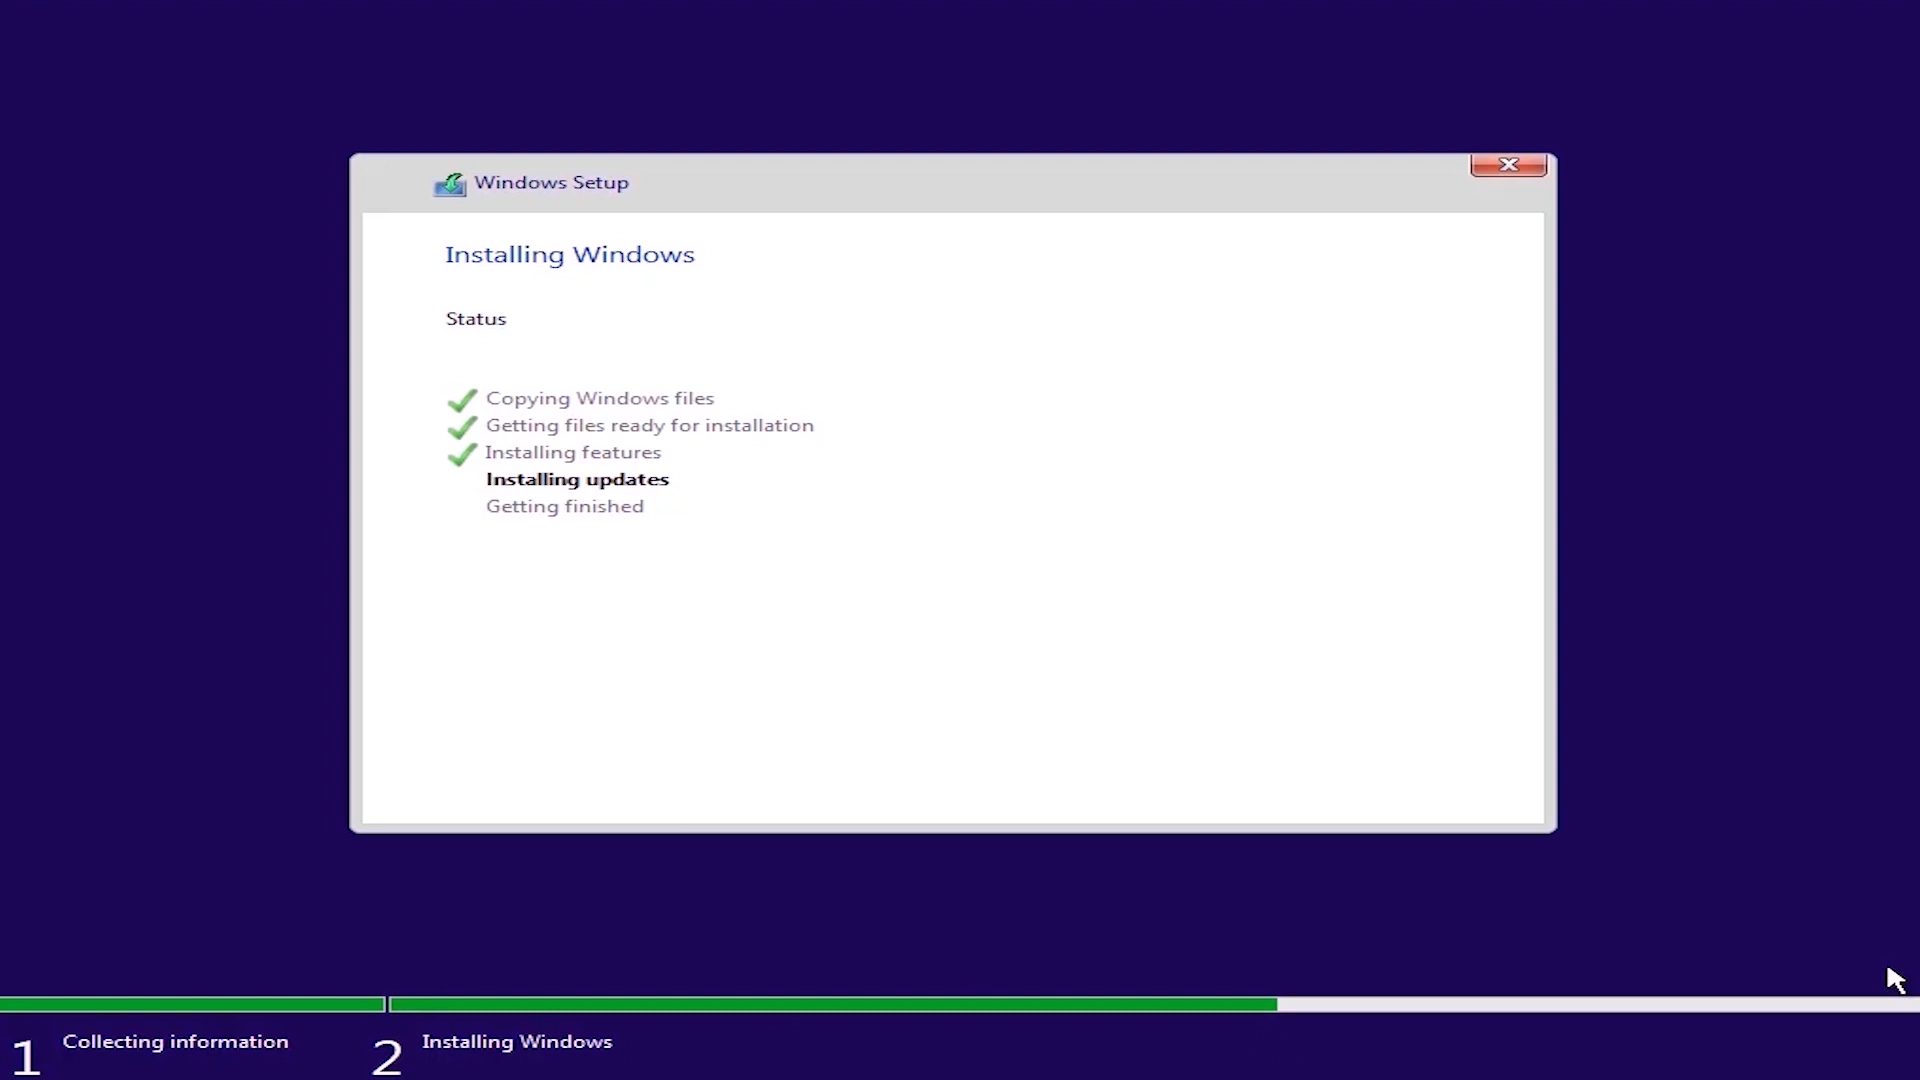 Windows Setup
Installing Windows
Status
Copying Windows files
Getting files ready for installation
Installing features
Installing updates
Getting finished
1 Collecting information
2 Installing Windows